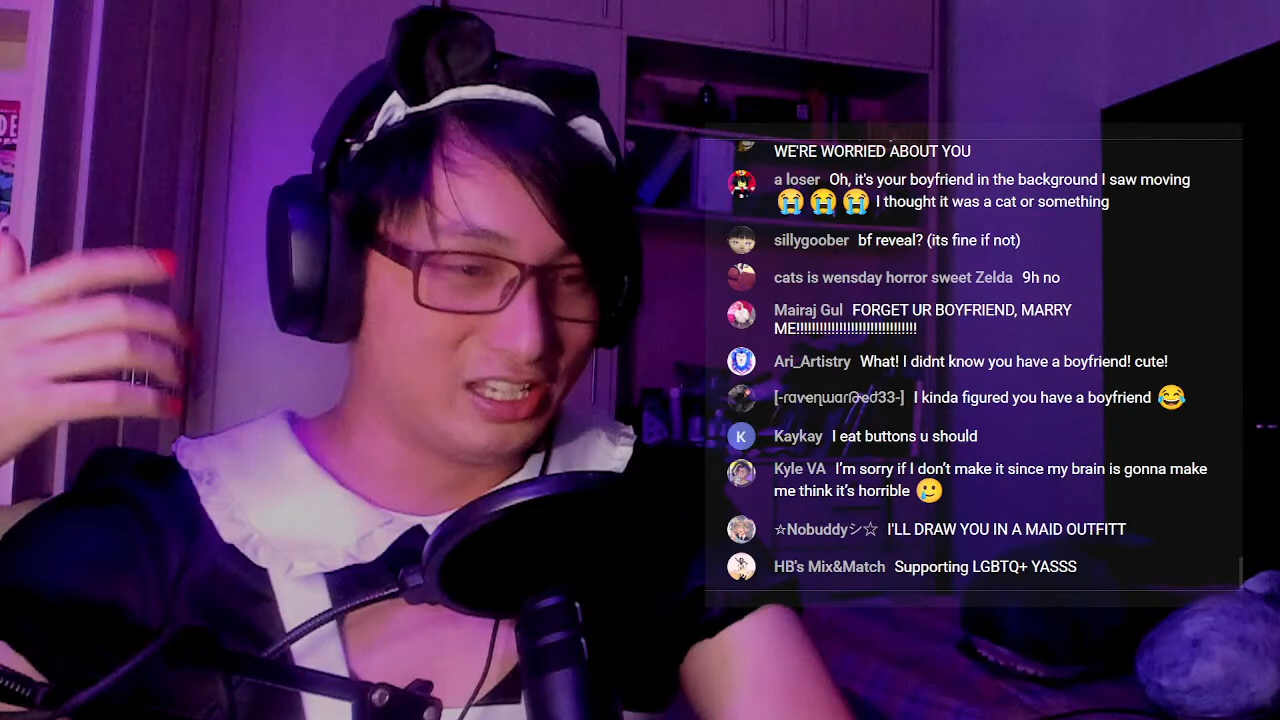 WE'RE WORRIED ABOUT YOU
a loser Oh, it's your boyfriend in the background I saw moving
😭😭😭 I thought it was a cat or something
sillygoober bf reveal? (its fine if not)
cats is wensday horror sweet Zelda 9h no
Mairaj Gul FORGET UR BOYFRIEND, MARRY
ME!!!!!!!!!!!!!!!!!!!!!!!!!!!!!!
Ari_Artistry What! I didnt know you have a boyfriend! cute!
I kinda figured you have a boyfriend 😂
K
Kaykay I eat buttons u should
Kyle VA I'm sorry if I don't make it since my brain is gonna make
me think it's horrible 🥲
☆Nobuddyシ☆ I'LL DRAW YOU IN A MAID OUTFITT
HB's Mix&Match Supporting LGBTQ+ YASSS